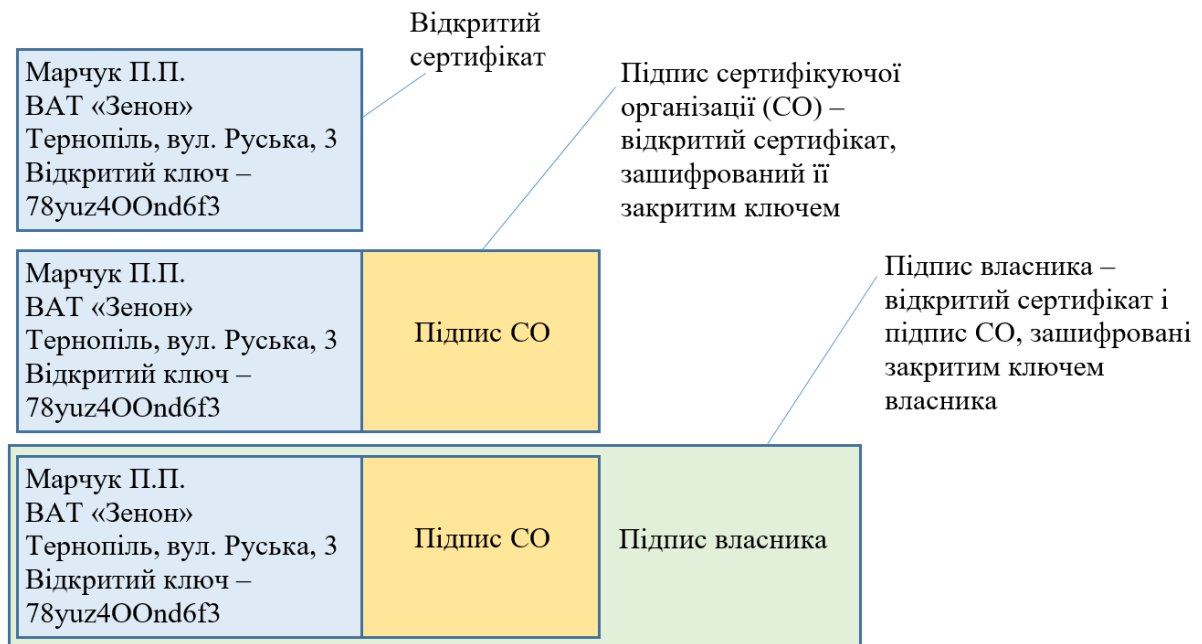 Відкритий
сертифікат
Марчук П.П.
ВАТ «Зенон»
Тернопіль, вул. Руська, 3
Відкритий ключ –
78yuz4OOnd6f3
Підпис сертифікуючої
організації (СО) –
відкритий сертифікат,
зашифрований її
закритим ключем
Марчук П.П.
ВАТ «Зенон»
Тернопіль, вул. Руська, 3
Відкритий ключ –
78yuz4OOnd6f3
Підпис СО
Підпис власника –
відкритий сертифікат і
підпис СО, зашифровані
закритим ключем
власника
Марчук П.П.
ВАТ «Зенон»
Тернопіль, вул. Руська, 3
Відкритий ключ –
78yuz4OOnd6f3
Підпис СО
Підпис власника